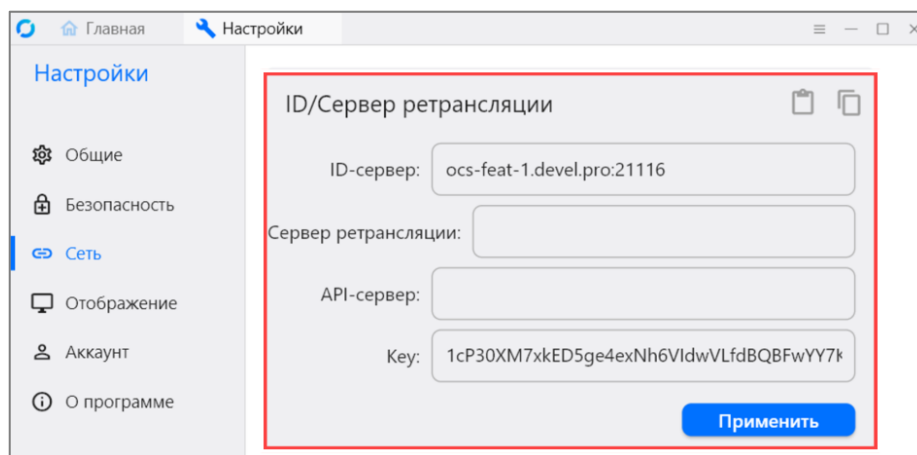 Главная
Настройки
Настройки
Общие
Безопасность
Сеть
Отображение
Аккаунт
О программе
ID/Сервер ретрансляции
ID-сервер: ocs-feat-1.devel.pro:21116
Сервер ретрансляции:
API-сервер:
Key: 1cP30XM7xkED5ge4exNh6VIdwVLfdBQBFwYY7K
Применить